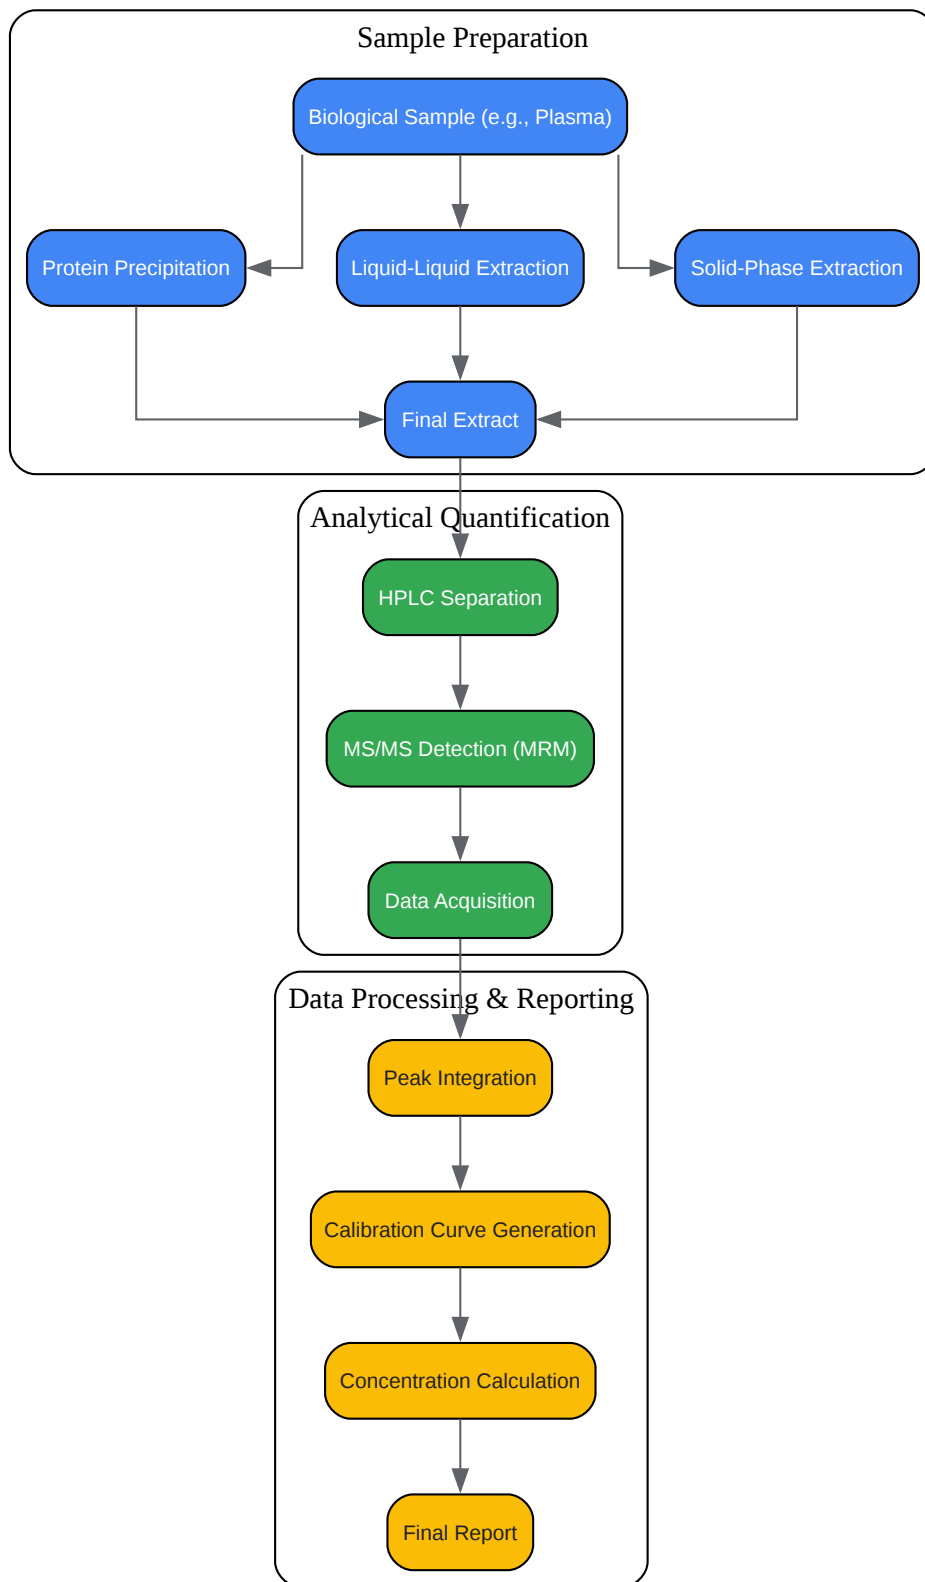 Sample Preparation
Biological Sample (e.g., Plasma)
Protein Precipitation
Liquid-Liquid Extraction
Solid-Phase Extraction
Final Extract
Analytical Quantification
HPLC Separation
MS/MS Detection (MRM)
Data Acquisition
Data Processing & Reporting
Peak Integration
Calibration Curve Generation
Concentration Calculation
Final Report